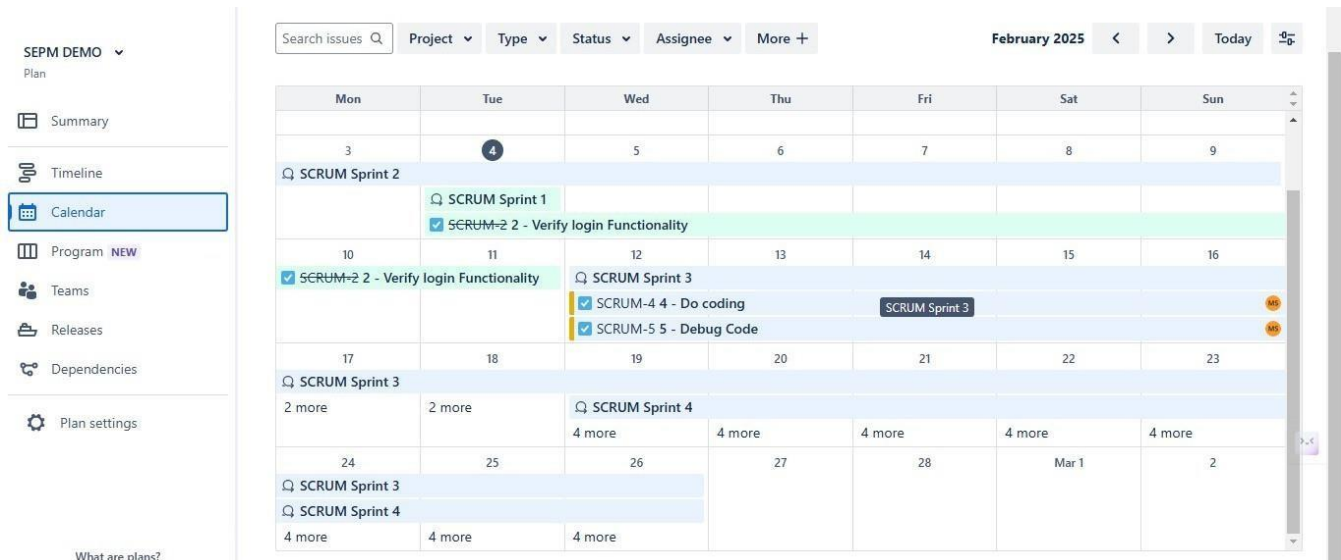 SEPM DEMO
Plan
Summary
Timeline
Calendar
Program NEW
Teams
Releases
Dependencies
Plan settings
What are plans?
Search issues Project Type Status Assignee More + February 2025 < > Today
Mon Tue Wed Thu Fri Sat Sun
3 4 5 6 7 8 9
SCRUM Sprint 2
SCRUM Sprint 1
SCRUM-2 2 - Verify login Functionality
10 11 12 13 14 15 16
SCRUM-2 2 - Verify login Functionality SCRUM Sprint 3
SCRUM-4 4 - Do coding SCRUM Sprint 3 MS
SCRUM-5 5 - Debug Code MS
17 18 19 20 21 22 23
SCRUM Sprint 3
2 more 2 more SCRUM Sprint 4
4 more 4 more 4 more 4 more 4 more
24 25 26 27 28 Mar 1 2
SCRUM Sprint 3
SCRUM Sprint 4
4 more 4 more 4 more